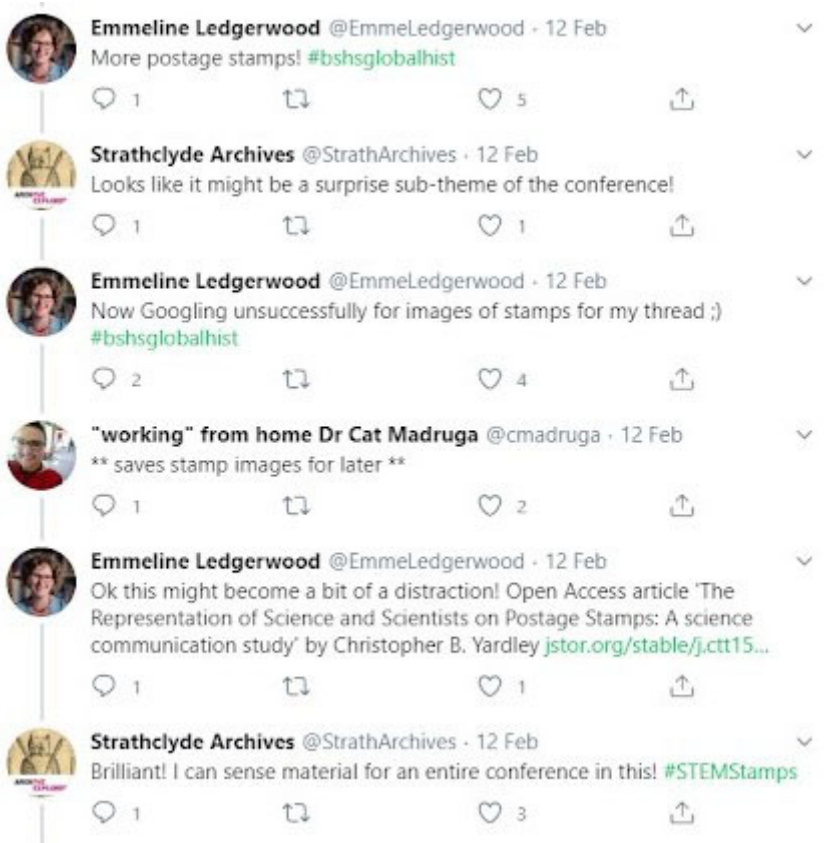 Emmeline Ledgerwood @EmmeLedgerwood · 12 Feb
More postage stamps! #bshsglobalhist
1 5
Strathclyde Archives @StrathArchives · 12 Feb
Looks like it might be a surprise sub-theme of the conference!
1 1
Emmeline Ledgerwood @EmmeLedgerwood · 12 Feb
Now Googling unsuccessfully for images of stamps for my thread ;)
#bshsglobalhist
2 4
"working" from home Dr Cat Madruga @cmadruga · 12 Feb
** saves stamp images for later **
1 2
Emmeline Ledgerwood @EmmeLedgerwood · 12 Feb
Ok this might become a bit of a distraction! Open Access article 'The
Representation of Science and Scientists on Postage Stamps: A science
communication study' by Christopher B. Yardley jstor.org/stable/j.ctt15...
1 1
Strathclyde Archives @StrathArchives · 12 Feb
Brilliant! I can sense material for an entire conference in this! #STEMStamps
1 3